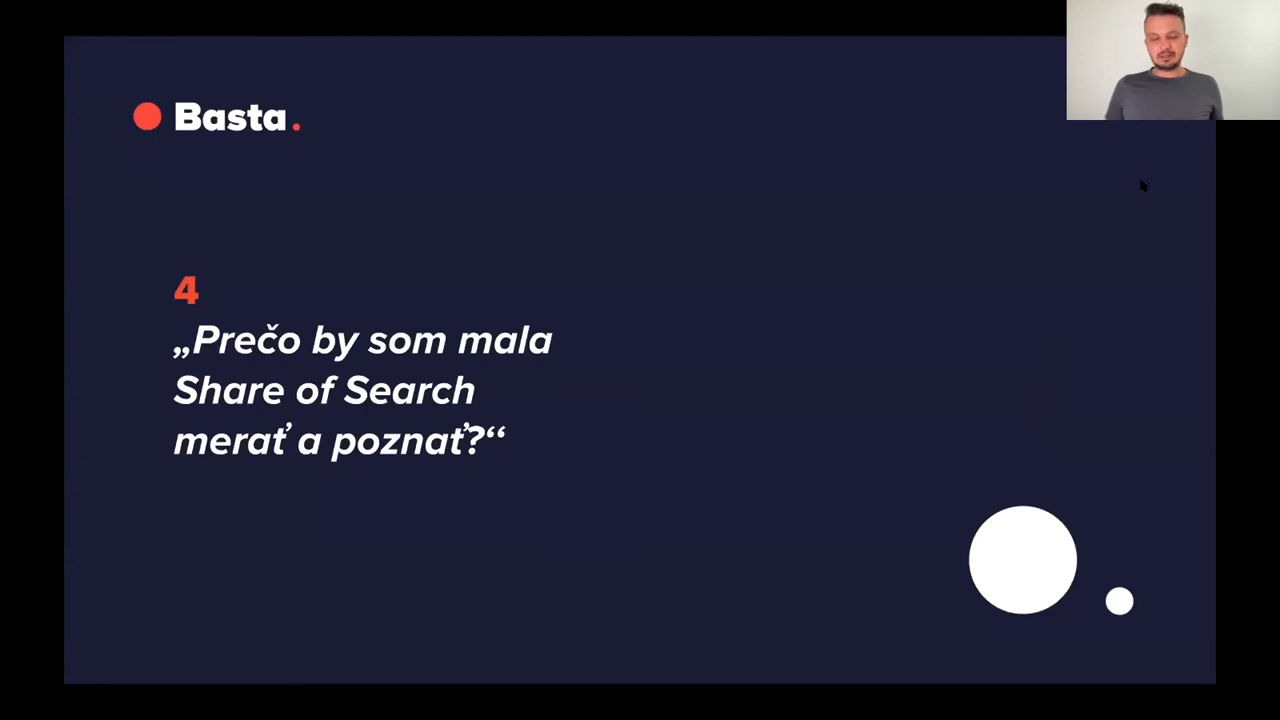 Basta.
4
„Prečo by som mala
Share of Search
merať a poznať?“